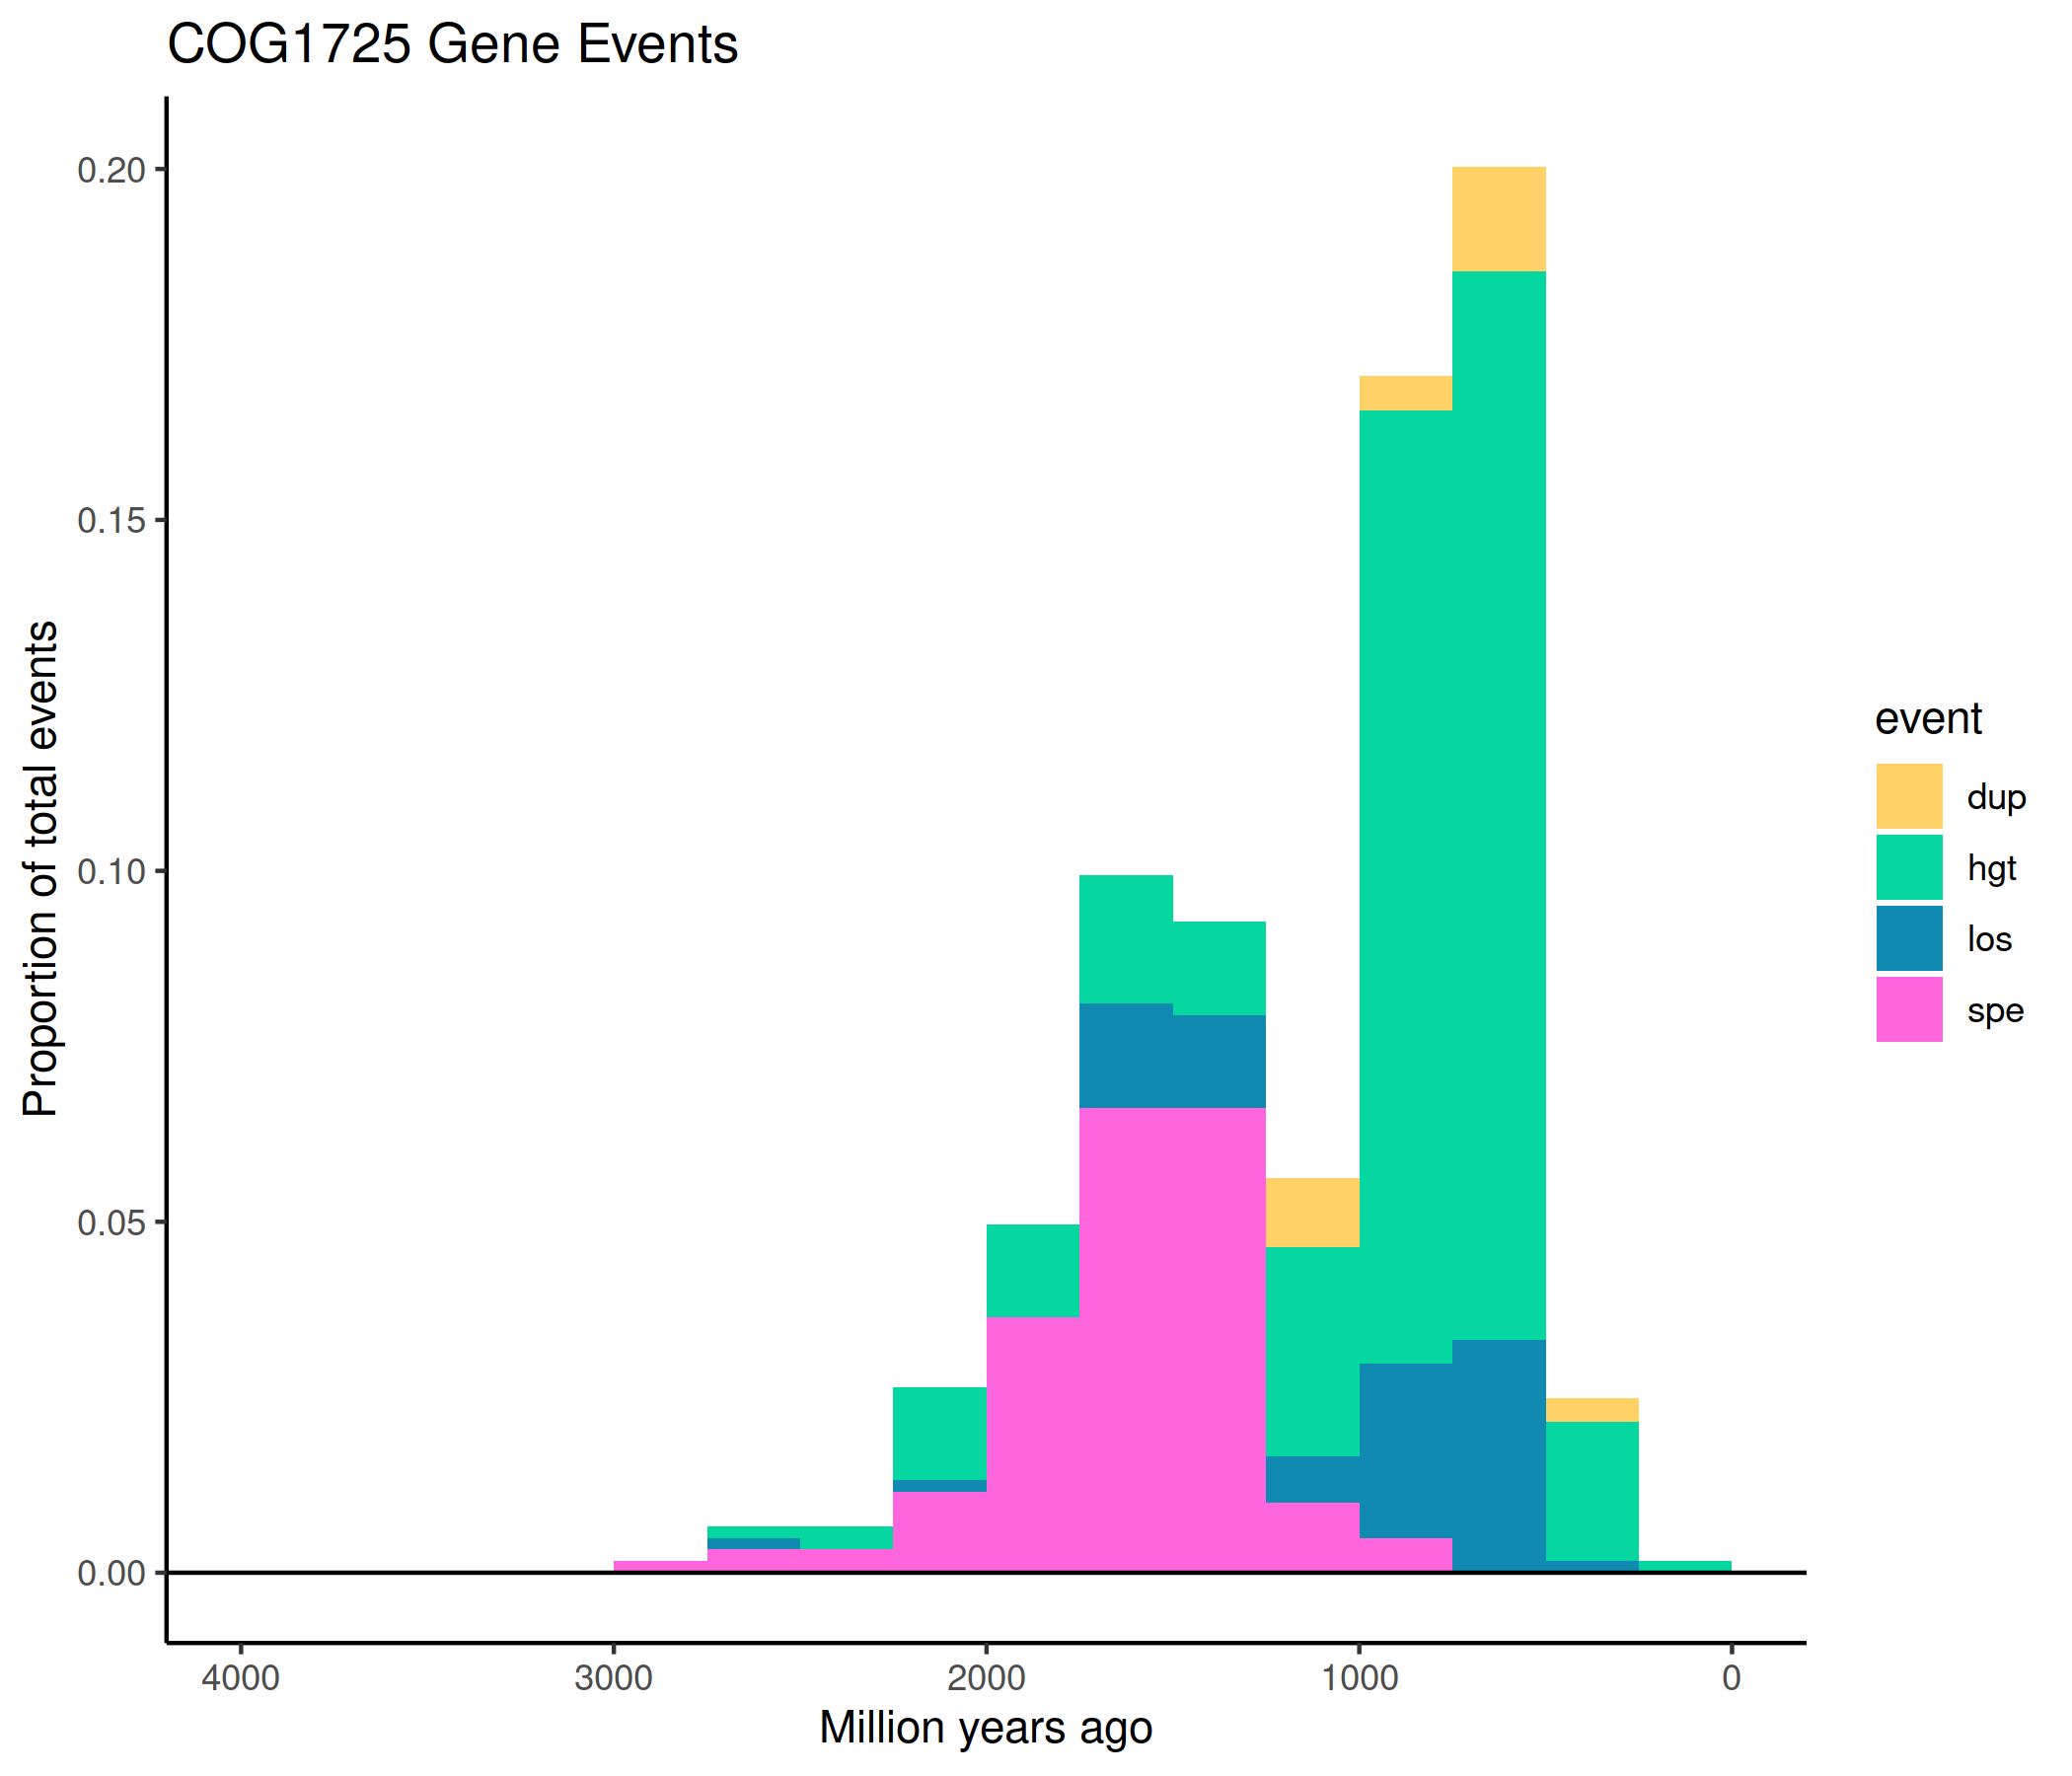 COG1725 Gene Events
Proportion of total events
0.20
0.15
0.10
0.05
0.00
4000 3000 2000 1000 0
Million years ago
event
dup
hgt
los
spe